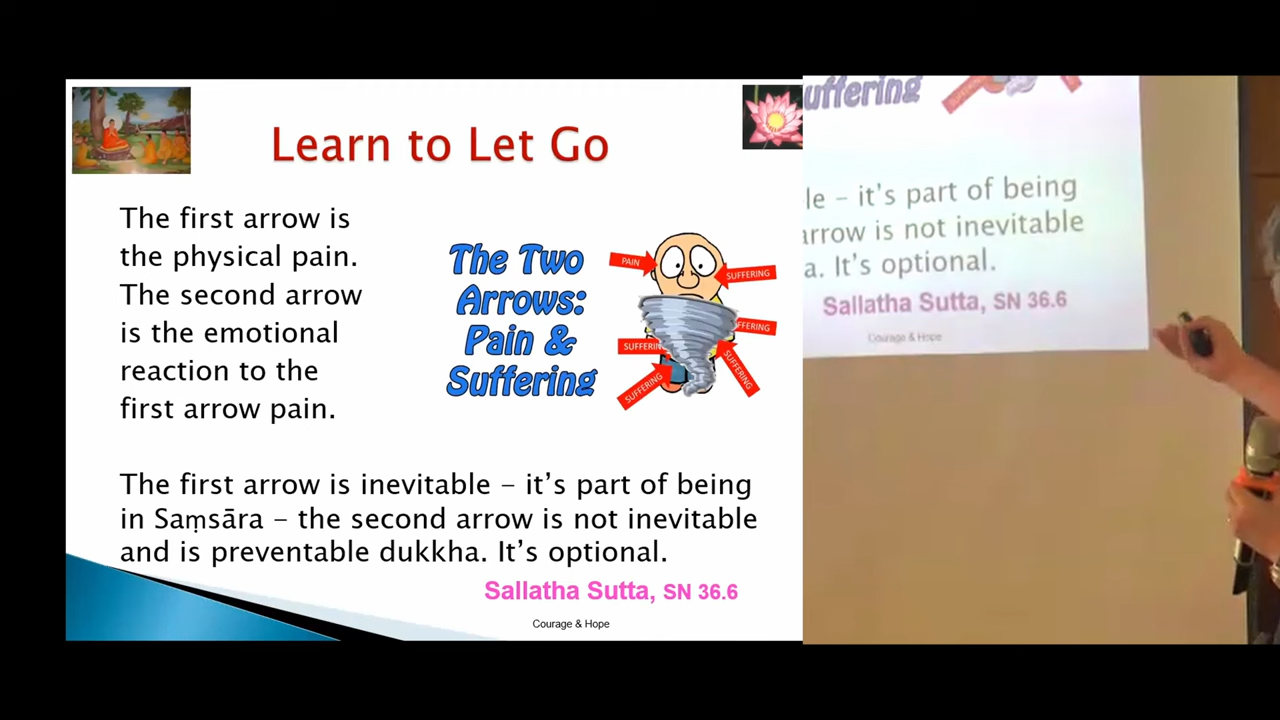 Learn to Let Go
The first arrow is
the physical pain.
The second arrow
is the emotional
reaction to the
first arrow pain.
The Two
Arrows:
Pain &
Suffering
PAIN
SUFFERING
FFERING
SUFFERIN
SUFFERING
SUFFERING
The first arrow is inevitable – it's part of being
in Saṃsāra – the second arrow is not inevitable
and is preventable dukkha. It's optional.
Sallatha Sutta, SN 36.6
Courage & Hope
uffering
SUFFERING
le – it's part of being
arrow is not inevitable
a. It's optional.
Sallatha Sutta, SN 36.6
Courage & Hope